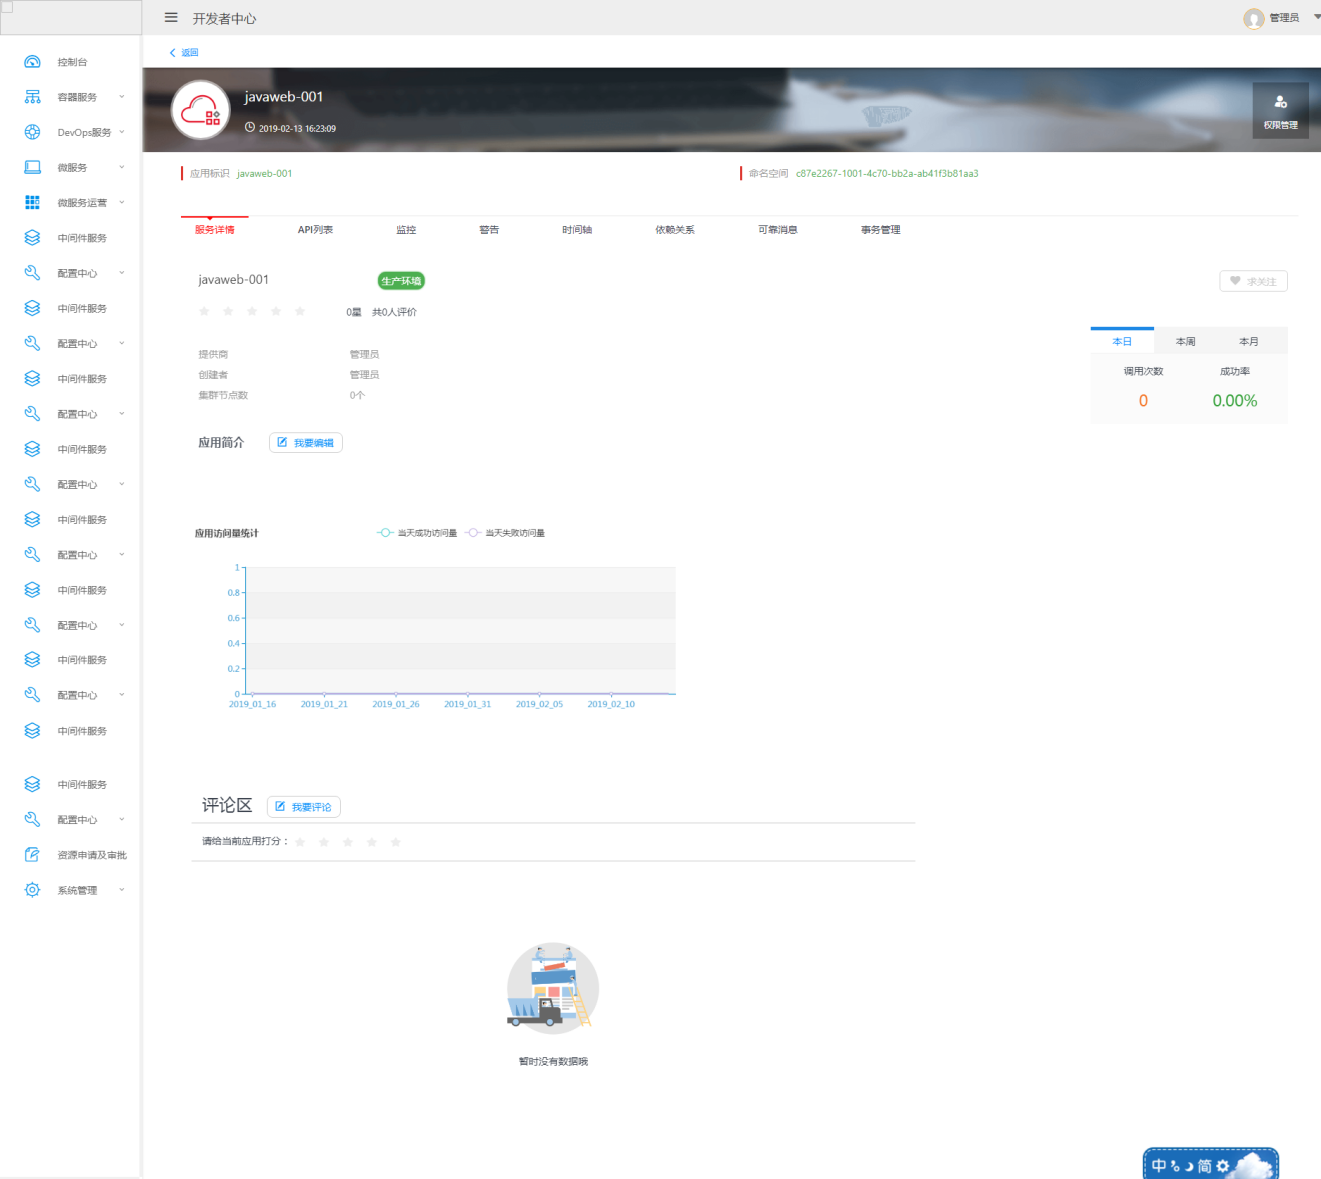 开发者中心
管理员
控制台
容器服务
DevOps服务
微服务
微服务运营
中间件服务
配置中心
中间件服务
配置中心
中间件服务
配置中心
中间件服务
配置中心
中间件服务
配置中心
中间件服务
配置中心
中间件服务
配置中心
中间件服务
中间件服务
配置中心
资源申请及审批
系统管理
返回
javaweb-001
2019-02-13 16:23:09
权限管理
应用标识 javaweb-001
命名空间 c87e2267-1001-4c70-bb2a-ab41f3b81aa3
服务详情 API列表 监控 警告 时间轴 依赖关系 可靠消息 事务管理
javaweb-001 生产环境
求关注
0星 共0人评价
提供商 管理员
创建者 管理员
集群节点数 0个
本日 本周 本月
调用次数 成功率
0 0.00%
应用简介 我要编辑
应用访问量统计 当天成功访问量 当天失败访问量
1
0.8
0.6
0.4
0.2
0
2019_01_16 2019_01_21 2019_01_26 2019_01_31 2019_02_05 2019_02_10
评论区 我要评论
请给当前应用打分：
暂时没有数据哦
中 简